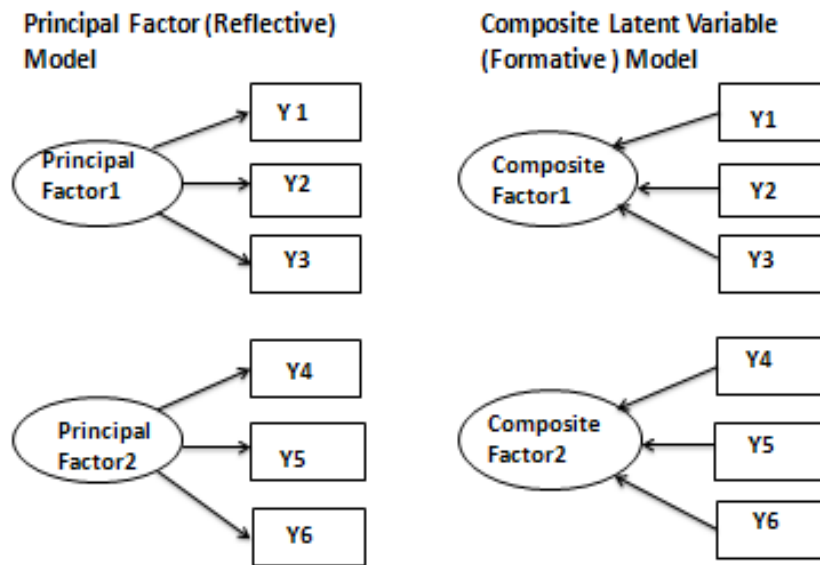 Principal Factor (Reflective)
Model
Principal
Factor1
Y 1
Y2
Y3
Principal
Factor2
Y4
Y5
Y6
Composite Latent Variable
(Formative ) Model
Composite
Factor1
Y1
Y2
Y3
Composite
Factor2
Y4
Y5
Y6